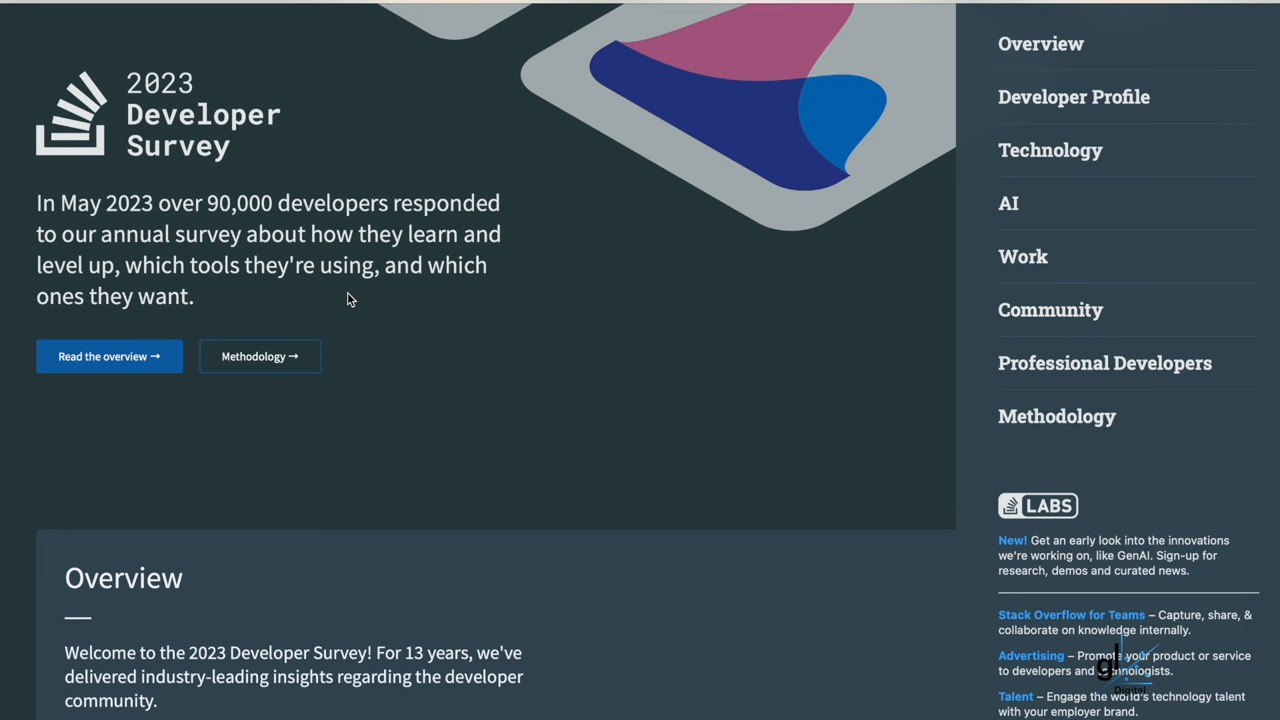 2023
Developer
Survey
In May 2023 over 90,000 developers responded
to our annual survey about how they learn and
level up, which tools they're using, and which
ones they want.
Read the overview →
Methodology →
Overview
Welcome to the 2023 Developer Survey! For 13 years, we've
delivered industry-leading insights regarding the developer
community.
Overview
Developer Profile
Technology
AI
Work
Community
Professional Developers
Methodology
LABS
New! Get an early look into the innovations
we're working on, like GenAI. Sign-up for
research, demos and curated news.
Stack Overflow for Teams – Capture, share, &
collaborate on knowledge internally.
Advertising – Promote your product or service
to developers and technologists.
Talent – Engage the world's technology talent
with your employer brand.
gl
Digital